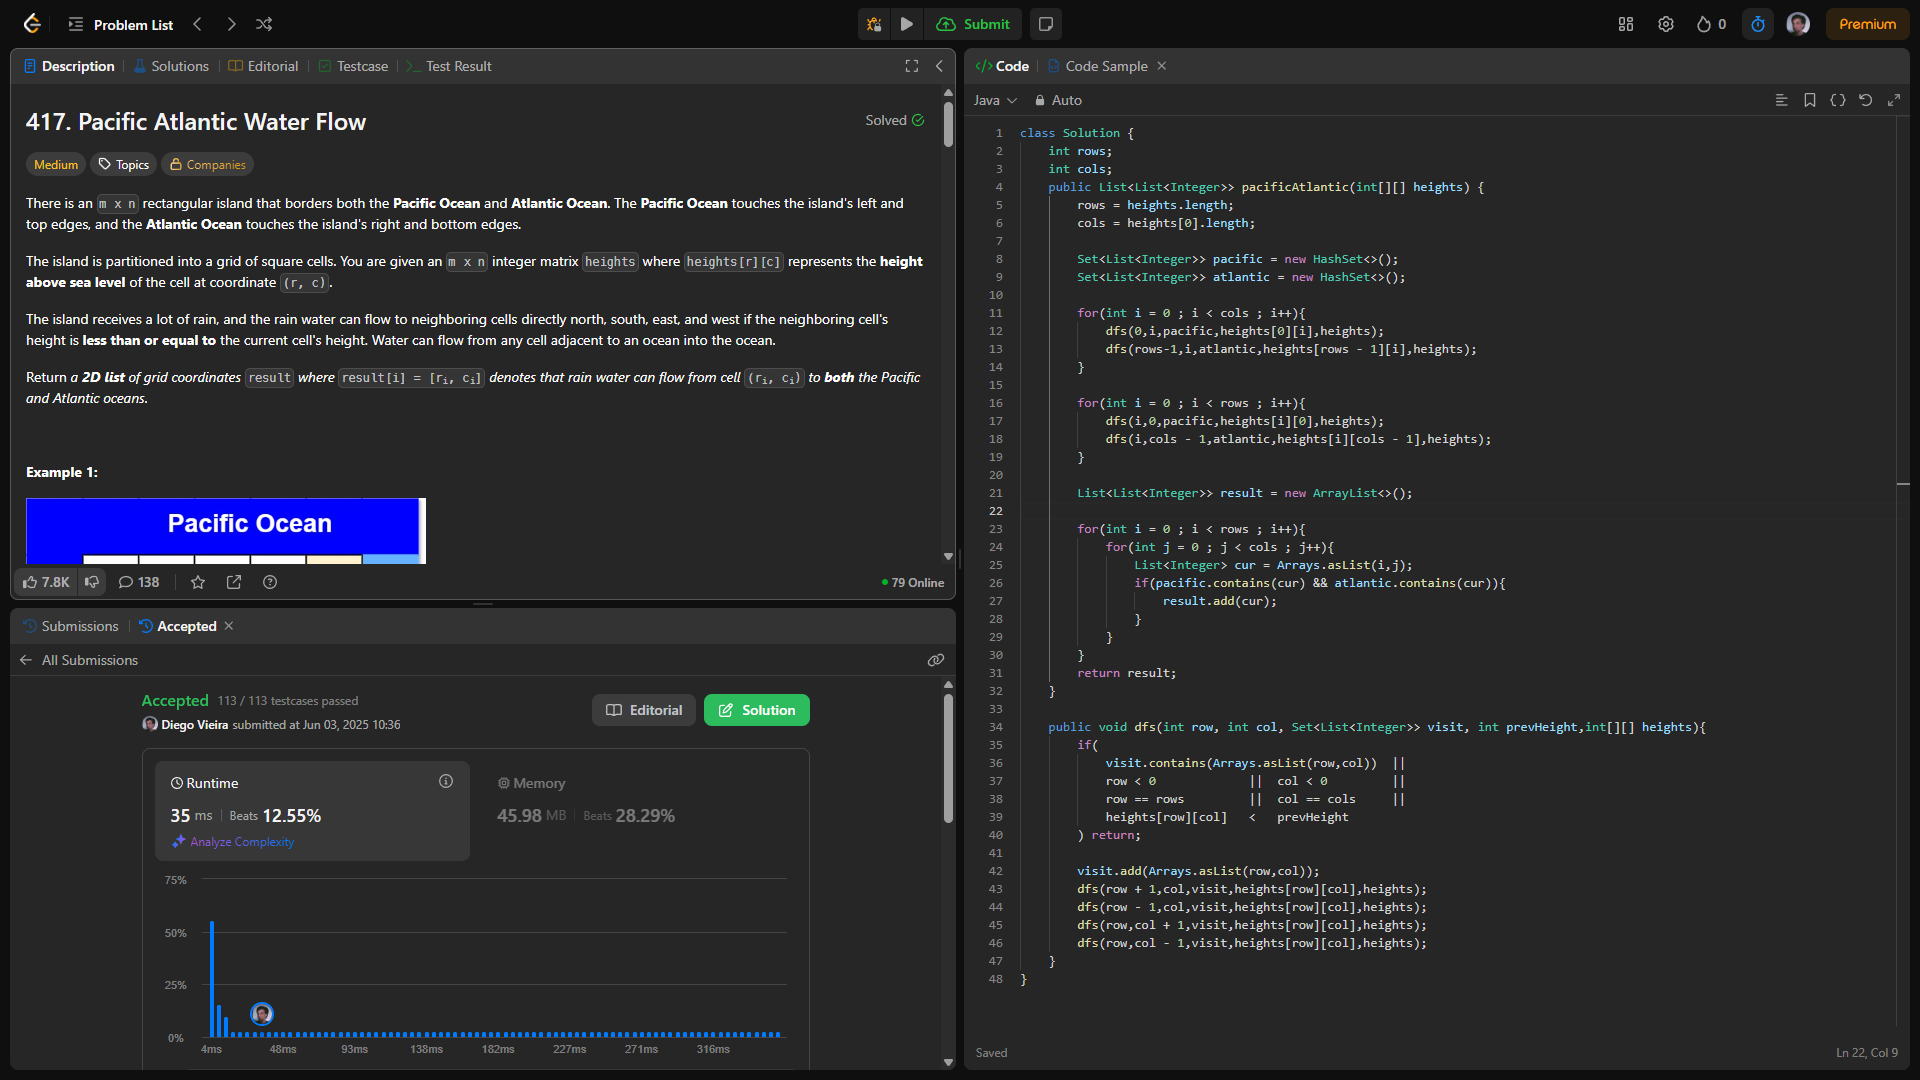 Problem List
Submit
0
Premium
Description
Solutions
Editorial
Testcase
Test Result
417. Pacific Atlantic Water Flow
Solved
Medium
Topics
Companies
There is an m x n rectangular island that borders both the Pacific Ocean and Atlantic Ocean. The Pacific Ocean touches the island's left and
top edges, and the Atlantic Ocean touches the island's right and bottom edges.
The island is partitioned into a grid of square cells. You are given an m x n integer matrix heights where heights[r][c] represents the height
above sea level of the cell at coordinate (r, c).
The island receives a lot of rain, and the rain water can flow to neighboring cells directly north, south, east, and west if the neighboring cell's
height is less than or equal to the current cell's height. Water can flow from any cell adjacent to an ocean into the ocean.
Return a 2D list of grid coordinates result where result[i] = [ri, ci] denotes that rain water can flow from cell (ri, ci) to both the Pacific
and Atlantic oceans.
Example 1:
Pacific Ocean
7.8K
138
79 Online
Submissions
Accepted
All Submissions
Accepted 113 / 113 testcases passed
Diego Vieira submitted at Jun 03, 2025 10:36
Editorial
Solution
Runtime
35 ms Beats 12.55%
Analyze Complexity
Memory
45.98 MB Beats 28.29%
75%
50%
25%
0%
4ms 48ms 93ms 138ms 182ms 227ms 271ms 316ms
Code
Code Sample
Java
Auto
1 class Solution {
2 int rows;
3 int cols;
4 public List<List<Integer>> pacificAtlantic(int[][] heights) {
5 rows = heights.length;
6 cols = heights[0].length;
7
8 Set<List<Integer>> pacific = new HashSet<>();
9 Set<List<Integer>> atlantic = new HashSet<>();
10
11 for(int i = 0 ; i < cols ; i++){
12 dfs(0,i,pacific,heights[0][i],heights);
13 dfs(rows-1,i,atlantic,heights[rows - 1][i],heights);
14 }
15
16 for(int i = 0 ; i < rows ; i++){
17 dfs(i,0,pacific,heights[i][0],heights);
18 dfs(i,cols - 1,atlantic,heights[i][cols - 1],heights);
19 }
20
21 List<List<Integer>> result = new ArrayList<>();
22
23 for(int i = 0 ; i < rows ; i++){
24 for(int j = 0 ; j < cols ; j++){
25 List<Integer> cur = Arrays.asList(i,j);
26 if(pacific.contains(cur) && atlantic.contains(cur)){
27 result.add(cur);
28 }
29 }
30 }
31 return result;
32 }
33
34 public void dfs(int row, int col, Set<List<Integer>> visit, int prevHeight,int[][] heights){
35 if(
36 visit.contains(Arrays.asList(row,col)) ||
37 row < 0 || col < 0 ||
38 row == rows || col == cols ||
39 heights[row][col] < prevHeight
40 ) return;
41
42 visit.add(Arrays.asList(row,col));
43 dfs(row + 1,col,visit,heights[row][col],heights);
44 dfs(row - 1,col,visit,heights[row][col],heights);
45 dfs(row,col + 1,visit,heights[row][col],heights);
46 dfs(row,col - 1,visit,heights[row][col],heights);
47 }
48 }
Saved
Ln 22, Col 9